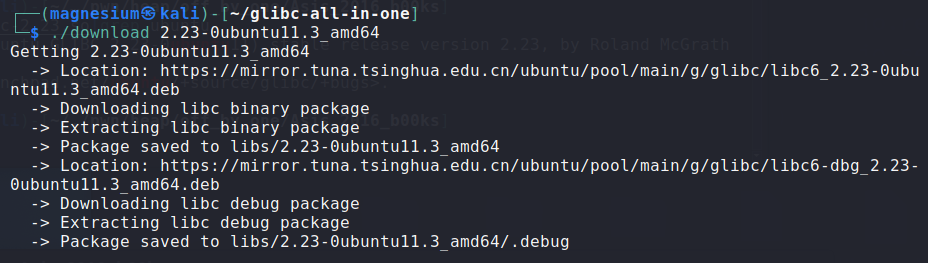 ┌──(magnesium㉿kali)-[~/glibc-all-in-one]
└─$ ./download 2.23-0ubuntu11.3_amd64
Getting 2.23-0ubuntu11.3_amd64
  -> Location: https://mirror.tuna.tsinghua.edu.cn/ubuntu/pool/main/g/glibc/libc6_2.23-0ubu
ntu11.3_amd64.deb
  -> Downloading libc binary package
  -> Extracting libc binary package
  -> Package saved to libs/2.23-0ubuntu11.3_amd64
  -> Location: https://mirror.tuna.tsinghua.edu.cn/ubuntu/pool/main/g/glibc/libc6-dbg_2.23-
0ubuntu11.3_amd64.deb
  -> Downloading libc debug package
  -> Extracting libc debug package
  -> Package saved to libs/2.23-0ubuntu11.3_amd64/.debug